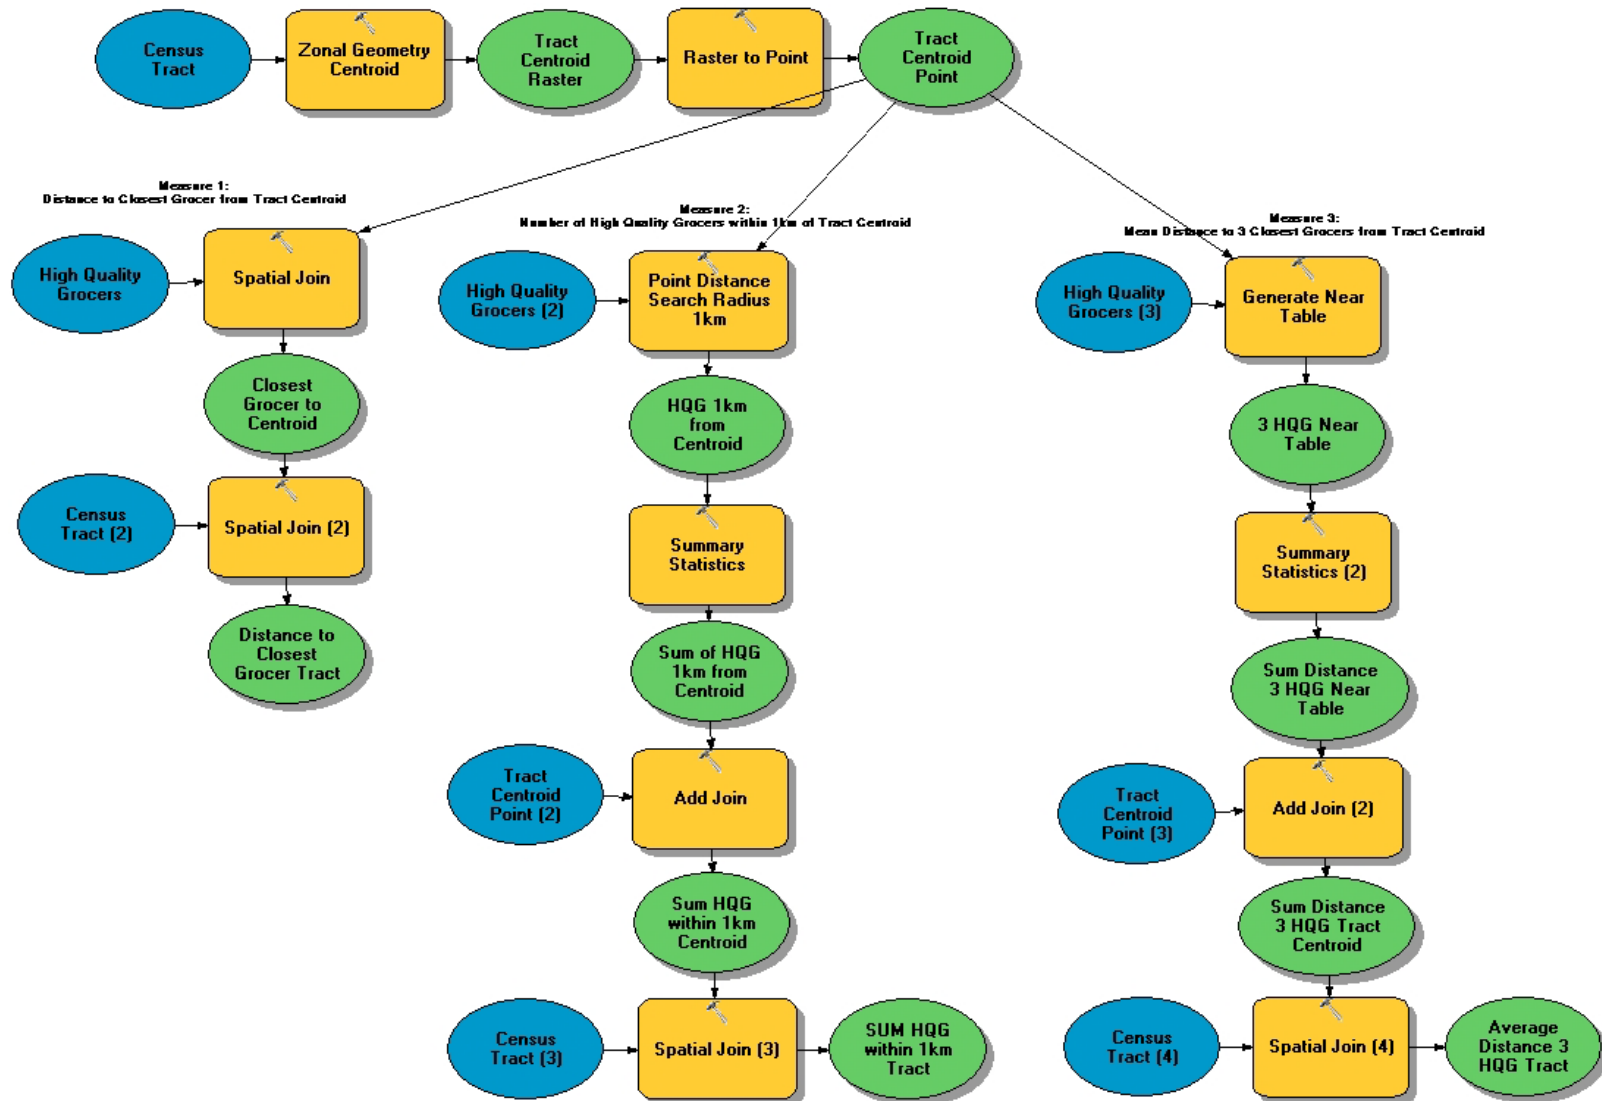 Census
Tract
Zonal Geometry
Centroid
Tract
Centroid
Raster
Raster to Point
Tract
Centroid
Point
Measure 1:
Distance to Closest Grocer from Tract Centroid
High Quality
Grocers
Spatial Join
Closest
Grocer to
Centroid
Census
Tract (2)
Spatial Join (2)
Distance to
Closest
Grocer Tract
Measure 2:
Number of High Quality Grocers within 1km of Tract Centroid
High Quality
Grocers (2)
Point Distance
Search Radius
1km
HQG 1km
from
Centroid
Summary
Statistics
Sum of HQG
1km from
Centroid
Tract
Centroid
Point (2)
Add Join
Sum HQG
within 1km
Centroid
Census
Tract (3)
Spatial Join (3)
SUM HQG
within 1km
Tract
Measure 3:
Mean Distance to 3 Closest Grocers from Tract Centroid
High Quality
Grocers (3)
Generate Near
Table
3 HQG Near
Table
Summary
Statistics (2)
Sum Distance
3 HQG Near
Table
Tract
Centroid
Point (3)
Add Join (2)
Sum Distance
3 HQG Tract
Centroid
Census
Tract (4)
Spatial Join (4)
Average
Distance 3
HQG Tract